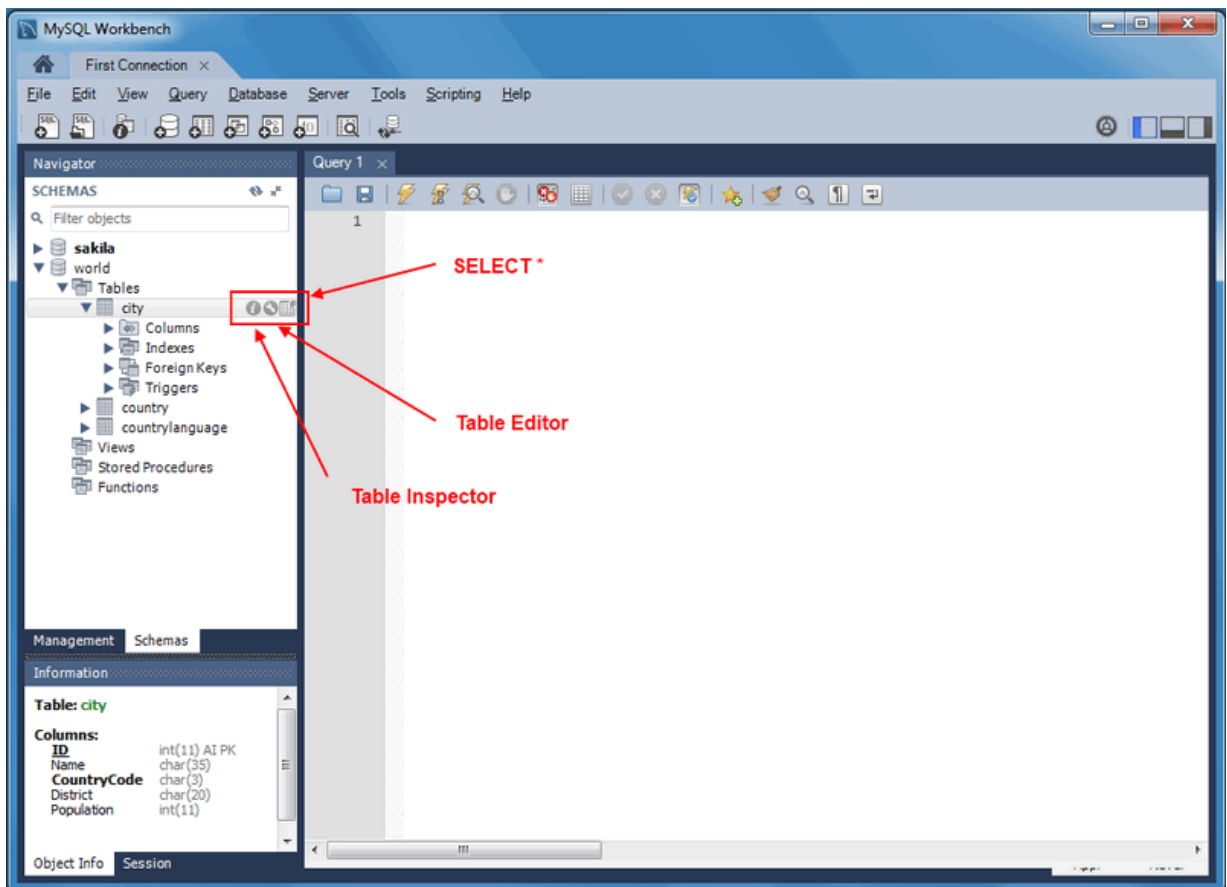 MySQL Workbench
First Connection ×
File Edit View Query Database Server Tools Scripting Help
Navigator
Query 1 ×
SCHEMAS
Filter objects
1
sakila
world
Tables
city
Columns
Indexes
Foreign Keys
Triggers
country
countrylanguage
Views
Stored Procedures
Functions
SELECT *
Table Editor
Table Inspector
Management Schemas
Information
Table: city
Columns:
ID int(11) AI PK
Name char(35)
CountryCode char(3)
District char(20)
Population int(11)
Object Info Session